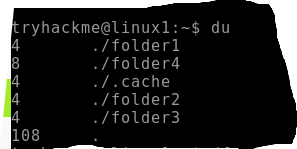 tryhackme@linux1:~$ du
4 ./folder1
8 ./folder4
4 ./.cache
4 ./folder2
4 ./folder3
108 .